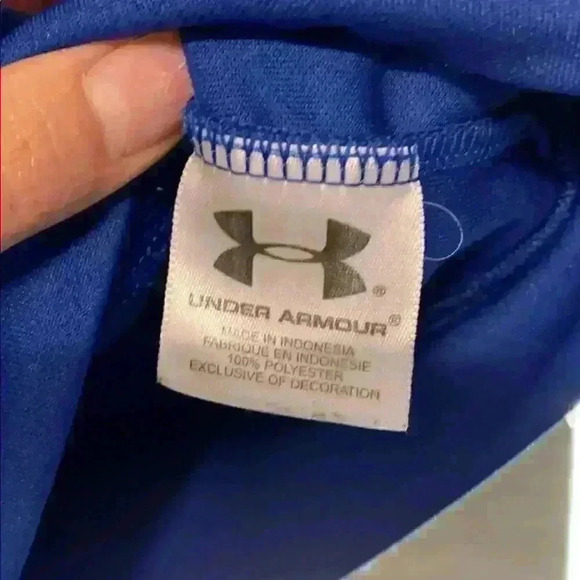 UNDER ARMOUR®
MADE IN INDONESIA
FABRIQUE EN INDONESIE
100% POLYESTER
EXCLUSIVE OF DECORATION